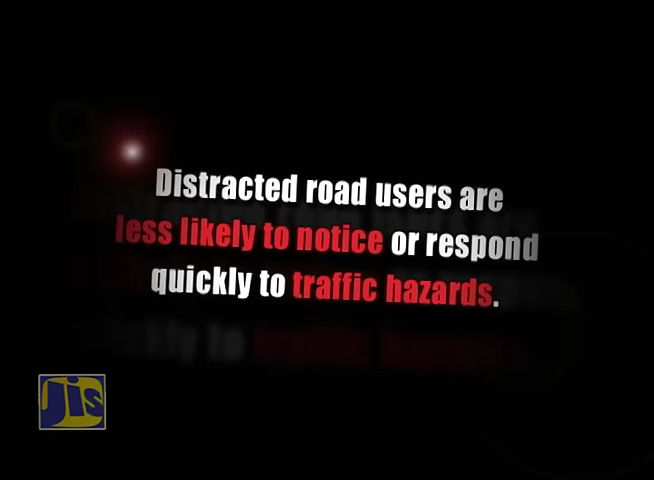 Distracted road users are
less likely to notice or respond
quickly to traffic hazards.
jis